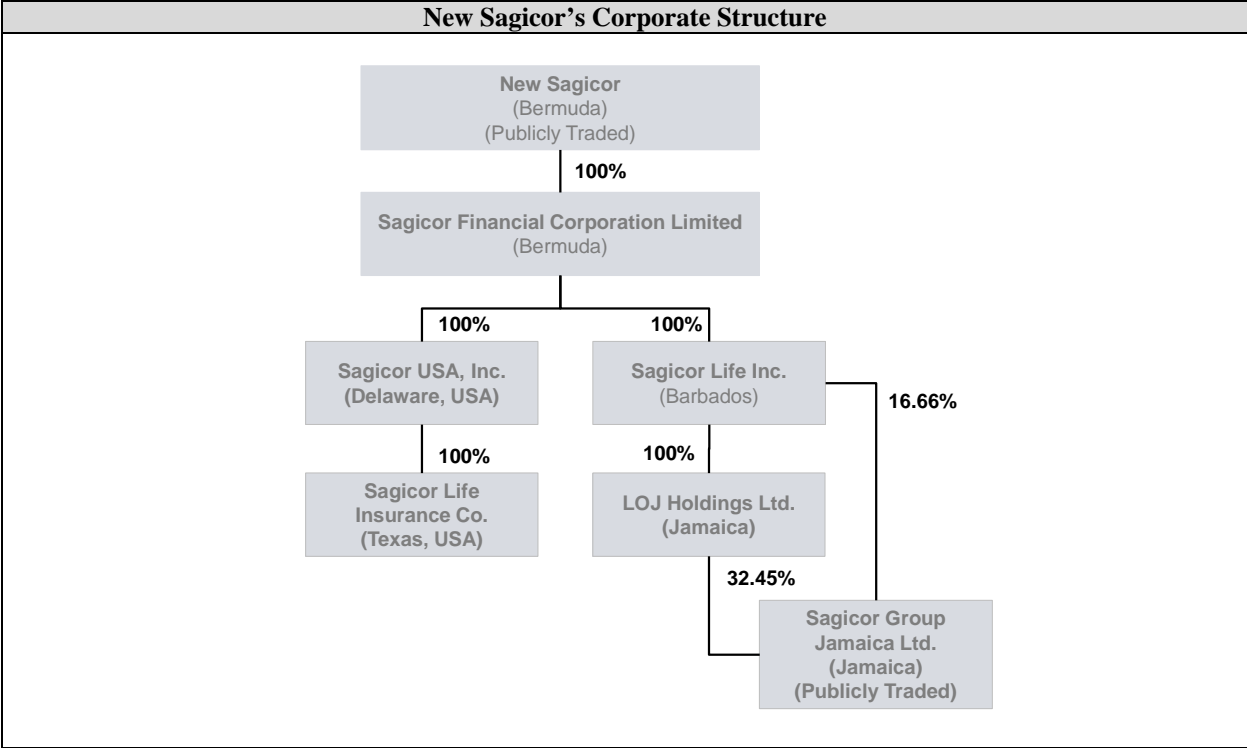 New Sagicor's Corporate Structure
New Sagicor
(Bermuda)
(Publicly Traded)
100%
Sagicor Financial Corporation Limited
(Bermuda)
100%
100%
Sagicor USA, Inc.
(Delaware, USA)
Sagicor Life Inc.
(Barbados)
16.66%
100%
100%
Sagicor Life
Insurance Co.
(Texas, USA)
LOJ Holdings Ltd.
(Jamaica)
32.45%
Sagicor Group
Jamaica Ltd.
(Jamaica)
(Publicly Traded)